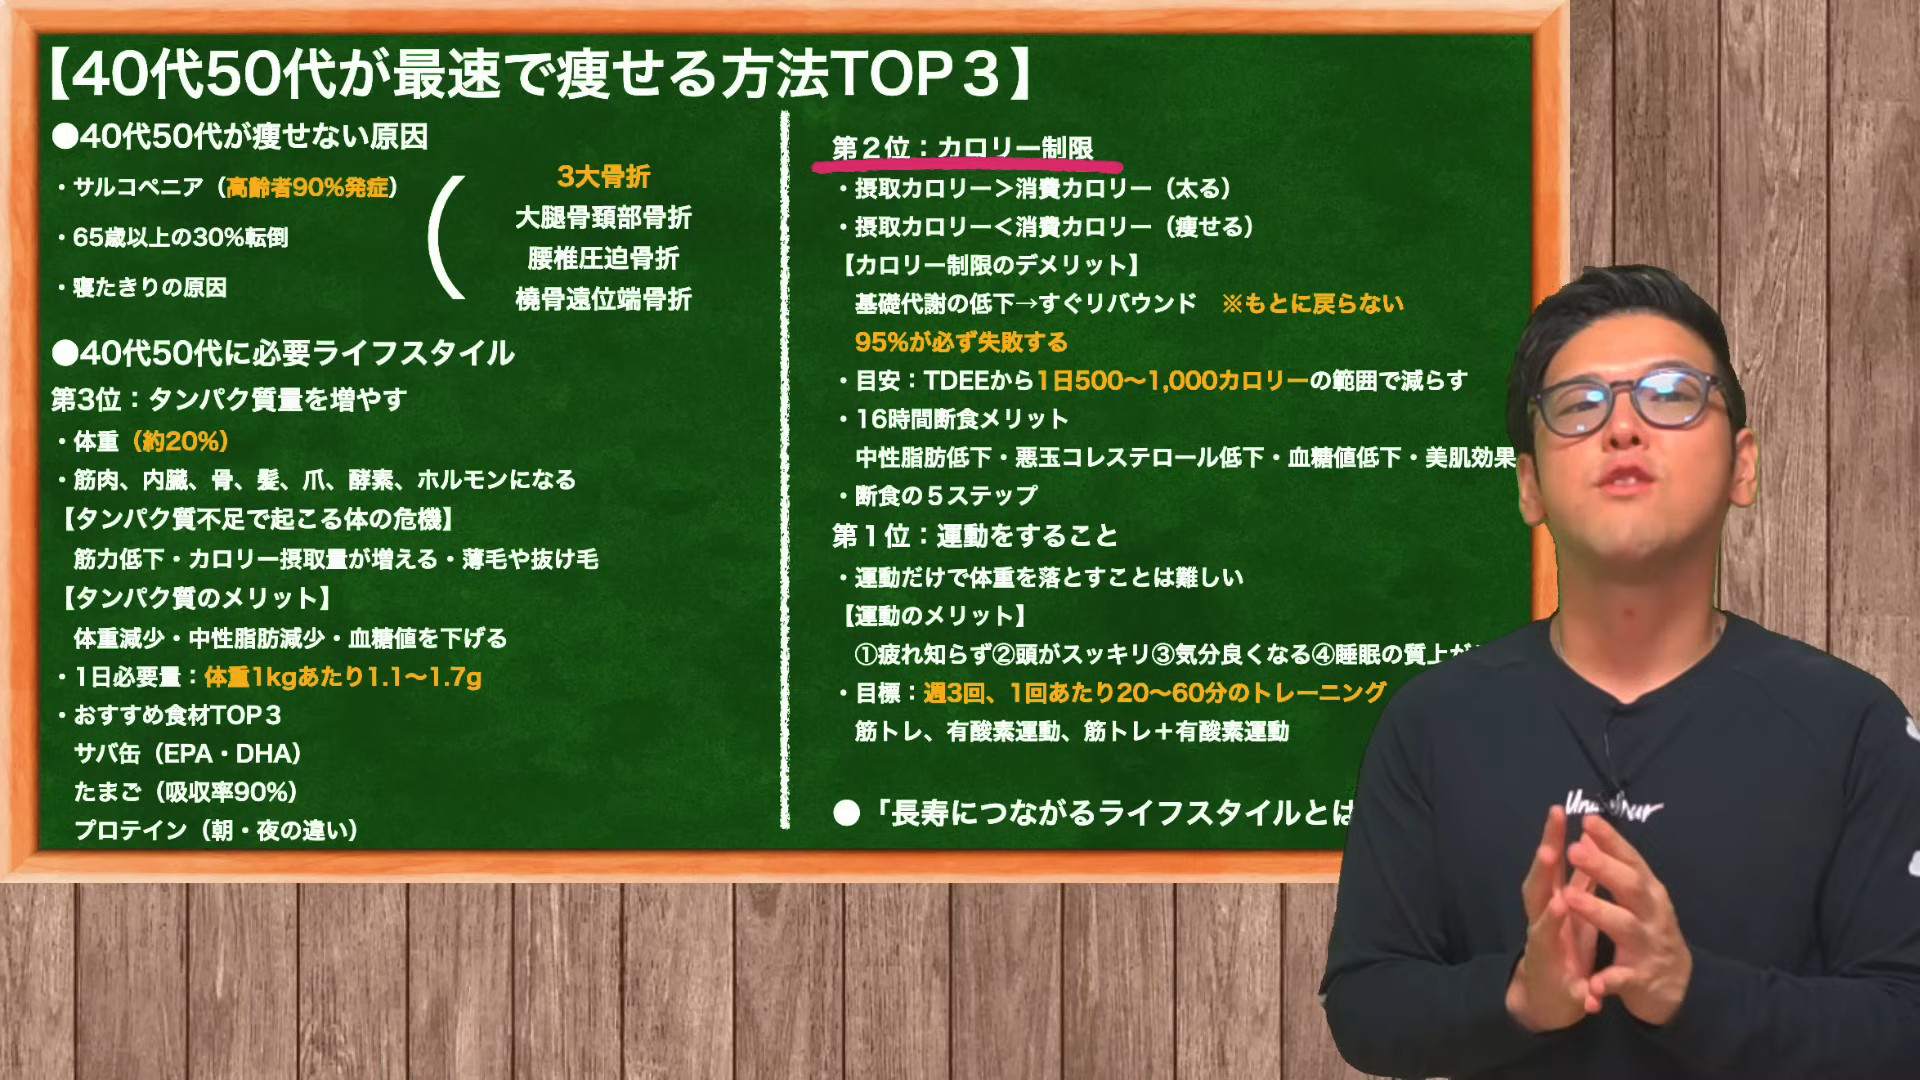 【40代50代が最速で痩せる方法TOP３】
●40代50代が痩せない原因
・サルコペニア（高齢者90%発症）
・65歳以上の30%転倒
・寝たきりの原因
（
3大骨折
大腿骨頚部骨折
腰椎圧迫骨折
橈骨遠位端骨折
●40代50代に必要ライフスタイル
第3位：タンパク質量を増やす
・体重（約20%）
・筋肉、内臓、骨、髪、爪、酵素、ホルモンになる
【タンパク質不足で起こる体の危機】
筋力低下・カロリー摂取量が増える・薄毛や抜け毛
【タンパク質のメリット】
体重減少・中性脂肪減少・血糖値を下げる
・1日必要量：体重1kgあたり1.1〜1.7g
・おすすめ食材TOP３
サバ缶（EPA・DHA）
たまご（吸収率90%）
プロテイン（朝・夜の違い）
第２位：カロリー制限
・摂取カロリー＞消費カロリー（太る）
・摂取カロリー＜消費カロリー（痩せる）
【カロリー制限のデメリット】
基礎代謝の低下→すぐリバウンド　※もとに戻らない
95%が必ず失敗する
・目安：TDEEから1日500〜1,000カロリーの範囲で減らす
・16時間断食メリット
中性脂肪低下・悪玉コレステロール低下・血糖値低下・美肌効果
・断食の５ステップ
第１位：運動をすること
・運動だけで体重を落とすことは難しい
【運動のメリット】
①疲れ知らず②頭がスッキリ③気分良くなる④睡眠の質上が
・目標：週3回、1回あたり20〜60分のトレーニング
筋トレ、有酸素運動、筋トレ＋有酸素運動
●「長寿につながるライフスタイルとは